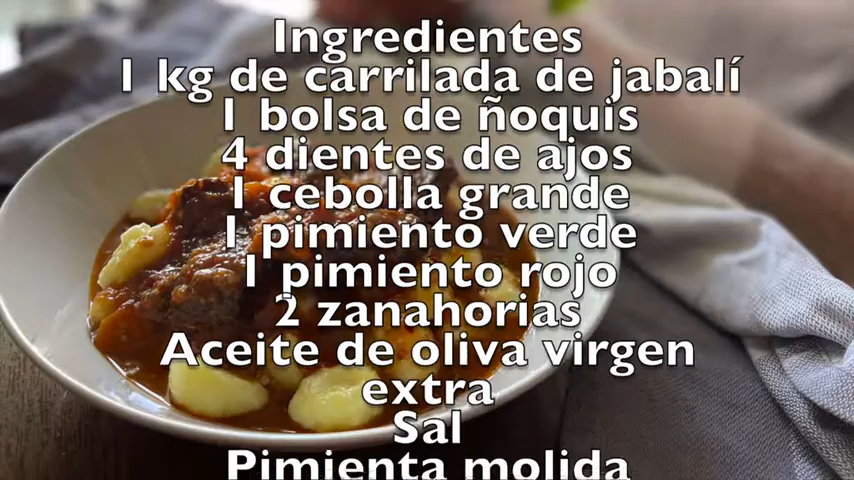 Ingredientes
1 kg de carrilada de jabalí
1 bolsa de ñoquis
4 dientes de ajos
1 cebolla grande
1 pimiento verde
1 pimiento rojo
2 zanahorias
Aceite de oliva virgen
extra
Sal
Pimienta molida